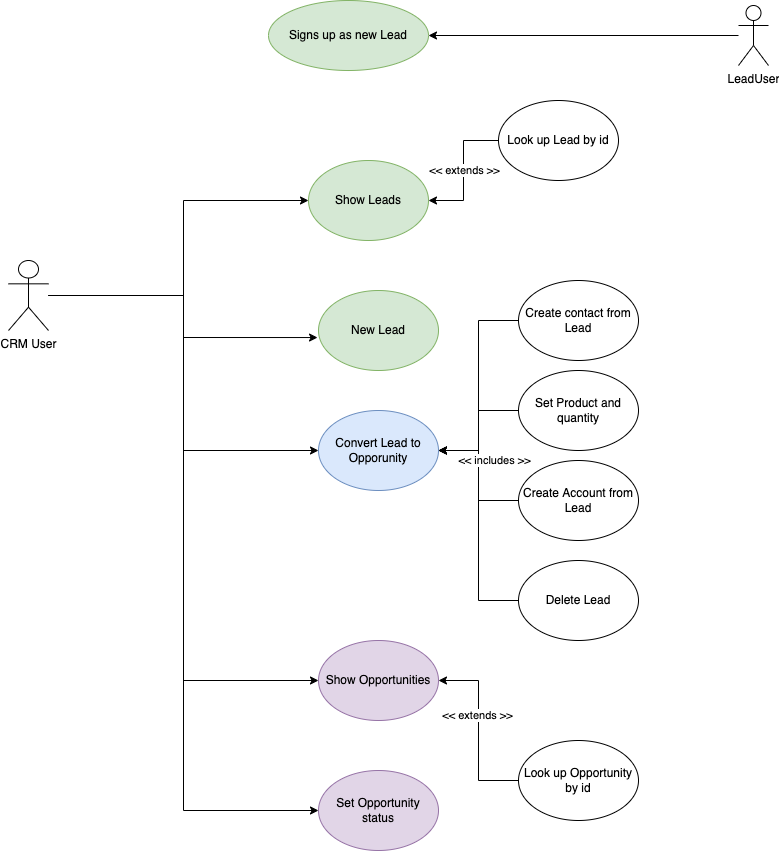 Signs up as new Lead
LeadUser
Look up Lead by id
<< extends >>
Show Leads
CRM User
New Lead
Create contact from
Lead
Set Product and
quantity
Convert Lead to
Opporunity
<< includes >>
Create Account from
Lead
Delete Lead
Show Opportunities
<< extends >>
Look up Opportunity
by id
Set Opportunity
status